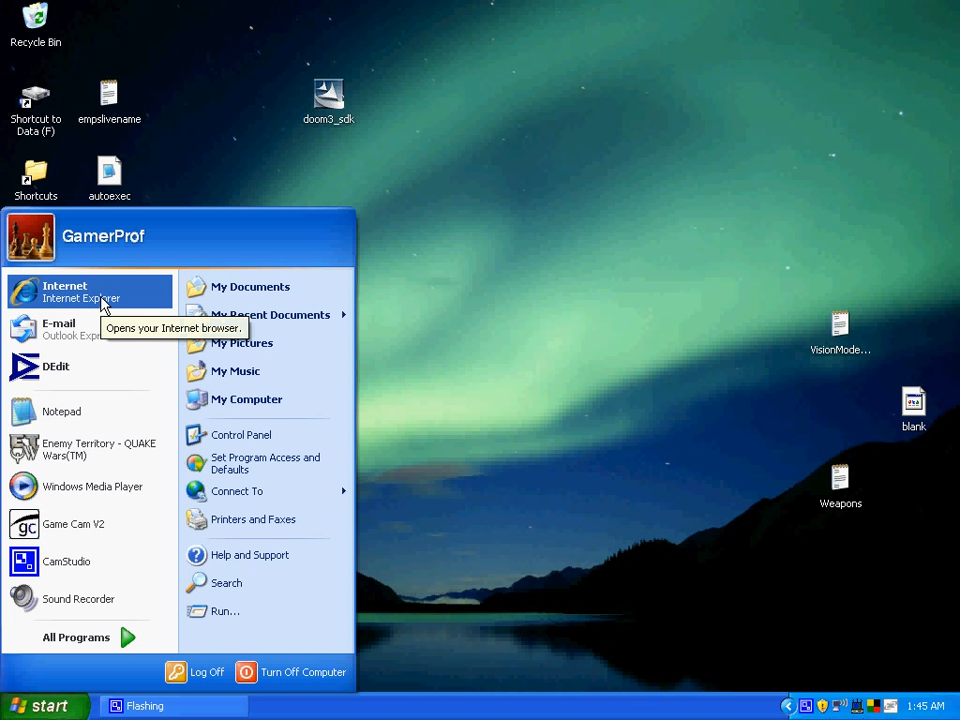 Recycle Bin
Shortcut to
Data (F)
empslivename
doom3_sdk
Shortcuts
autoexec
GamerProf
Internet
Internet Explorer
E-mail
Outlook Expr
Opens your Internet browser.
DEdit
Notepad
Enemy Territory - QUAKE
Wars(TM)
Windows Media Player
gc
Game Cam V2
CamStudio
Sound Recorder
All Programs
My Documents
My Recent Documents
My Pictures
My Music
My Computer
Control Panel
Set Program Access and
Defaults
Connect To
Printers and Faxes
Help and Support
Search
Run...
Log Off
Turn Off Computer
VisionMode...
blank
Weapons
start
Flashing
1:45 AM